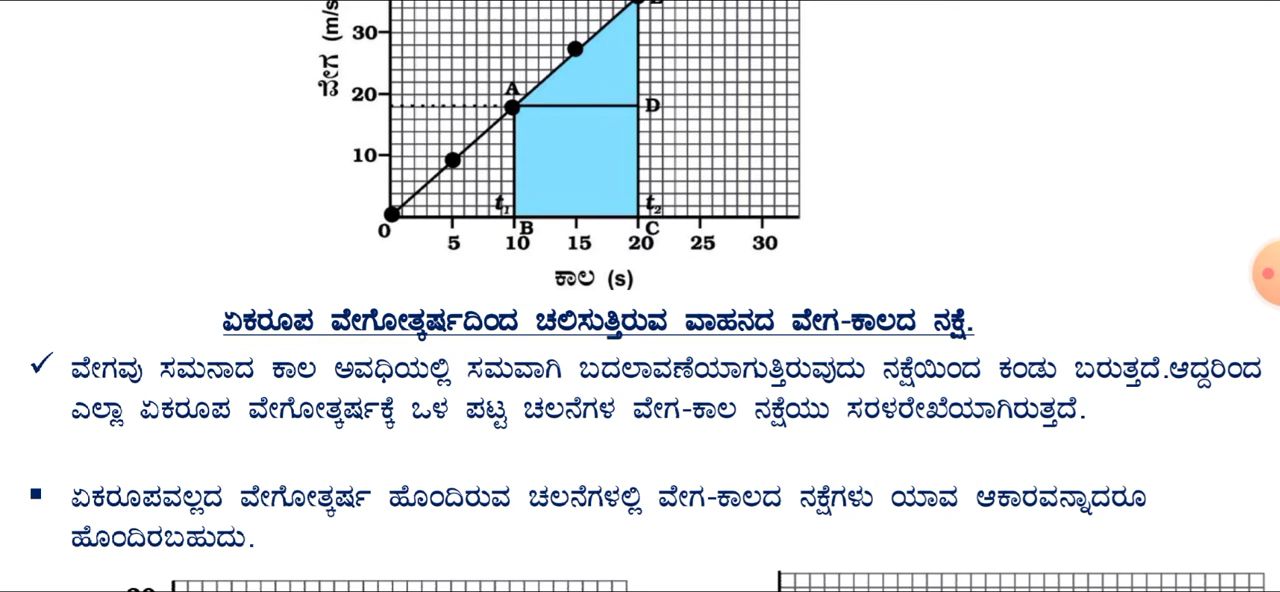 30
ವೇಗ (m/s
A
20
D
10
t₁
t₂
0
B
C
5 10 15 20 25 30
ಕಾಲ (s)
ಏಕರೂಪ ವೇಗೋತ್ಕರ್ಷದಿಂದ ಚಲಿಸುತ್ತಿರುವ ವಾಹನದ ವೇಗ-ಕಾಲದ ನಕ್ಷೆ.
✓ ವೇಗವು ಸಮನಾದ ಕಾಲ ಅವಧಿಯಲ್ಲಿ ಸಮವಾಗಿ ಬದಲಾವಣೆಯಾಗುತ್ತಿರುವುದು ನಕ್ಷೆಯಿಂದ ಕಂಡು ಬರುತ್ತದೆ.ಆದ್ದರಿಂದ
ಎಲ್ಲಾ ಏಕರೂಪ ವೇಗೋತ್ಕರ್ಷಕ್ಕೆ ಒಳ ಪಟ್ಟ ಚಲನೆಗಳ ವೇಗ-ಕಾಲ ನಕ್ಷೆಯು ಸರಳರೇಖೆಯಾಗಿರುತ್ತದೆ.
▪ ಏಕರೂಪವಲ್ಲದ ವೇಗೋತ್ಕರ್ಷ ಹೊಂದಿರುವ ಚಲನೆಗಳಲ್ಲಿ ವೇಗ-ಕಾಲದ ನಕ್ಷೆಗಳು ಯಾವ ಆಕಾರವನ್ನಾದರೂ
ಹೊಂದಿರಬಹುದು.